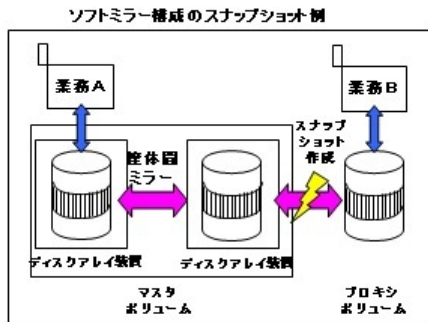 ソフトミラー構成のスナップショット例
業務A
業務B
筐体間
ミラー
スナップ
ショット
作成
ディスクアレイ装置
ディスクアレイ装置
マスタ
ボリューム
プロキシ
ボリューム